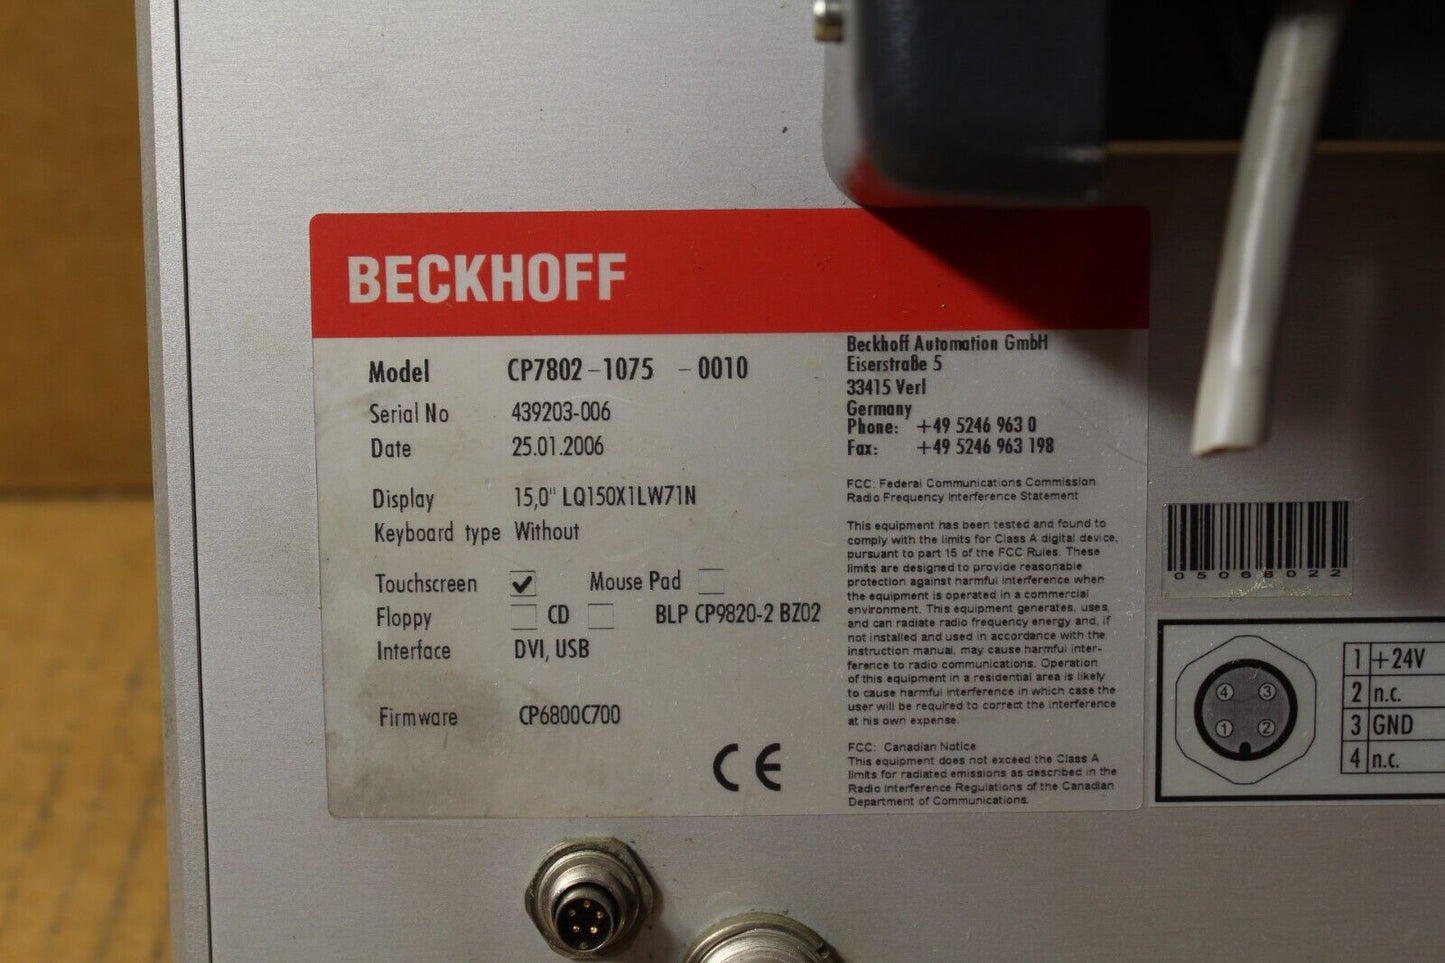 BECKHOFF
Model CP7802-1075 -0010
Serial No 439203-006
Date 25.01.2006
Display 15,0" LQ150X1LW71N
Keyboard type Without
Touchscreen ✓ Mouse Pad
Floppy CD BLP CP9820-2 BZ02
Interface DVI, USB
Firmware CP6800C700
CE
Beckhoff Automation GmbH
Eiserstraße 5
33415 Verl
Germany
Phone: +49 5246 963 0
Fax: +49 5246 963 198
FCC: Federal Communications Commission
Radio Frequency Interference Statement
This equipment has been tested and found to
comply with the limits for Class A digital device,
pursuant to part 15 of the FCC Rules. These
limits are designed to provide reasonable
protection against harmful interference when
the equipment is operated in a commercial
environment. This equipment generates, uses,
and can radiate radio frequency energy and, if
not installed and used in accordance with the
instruction manual, may cause harmful inter-
ference to radio communications. Operation
of this equipment in a residential area is likely
to cause harmful interference in which case the
user will be required to correct the interference
at his own expense.
FCC: Canadian Notice
This equipment does not exceed the Class A
limits for radiated emissions as described in the
Radio Interference Regulations of the Canadian
Department of Communications.
05068022
4 3
1 2
1 +24V
2 n.c.
3 GND
4 n.c.